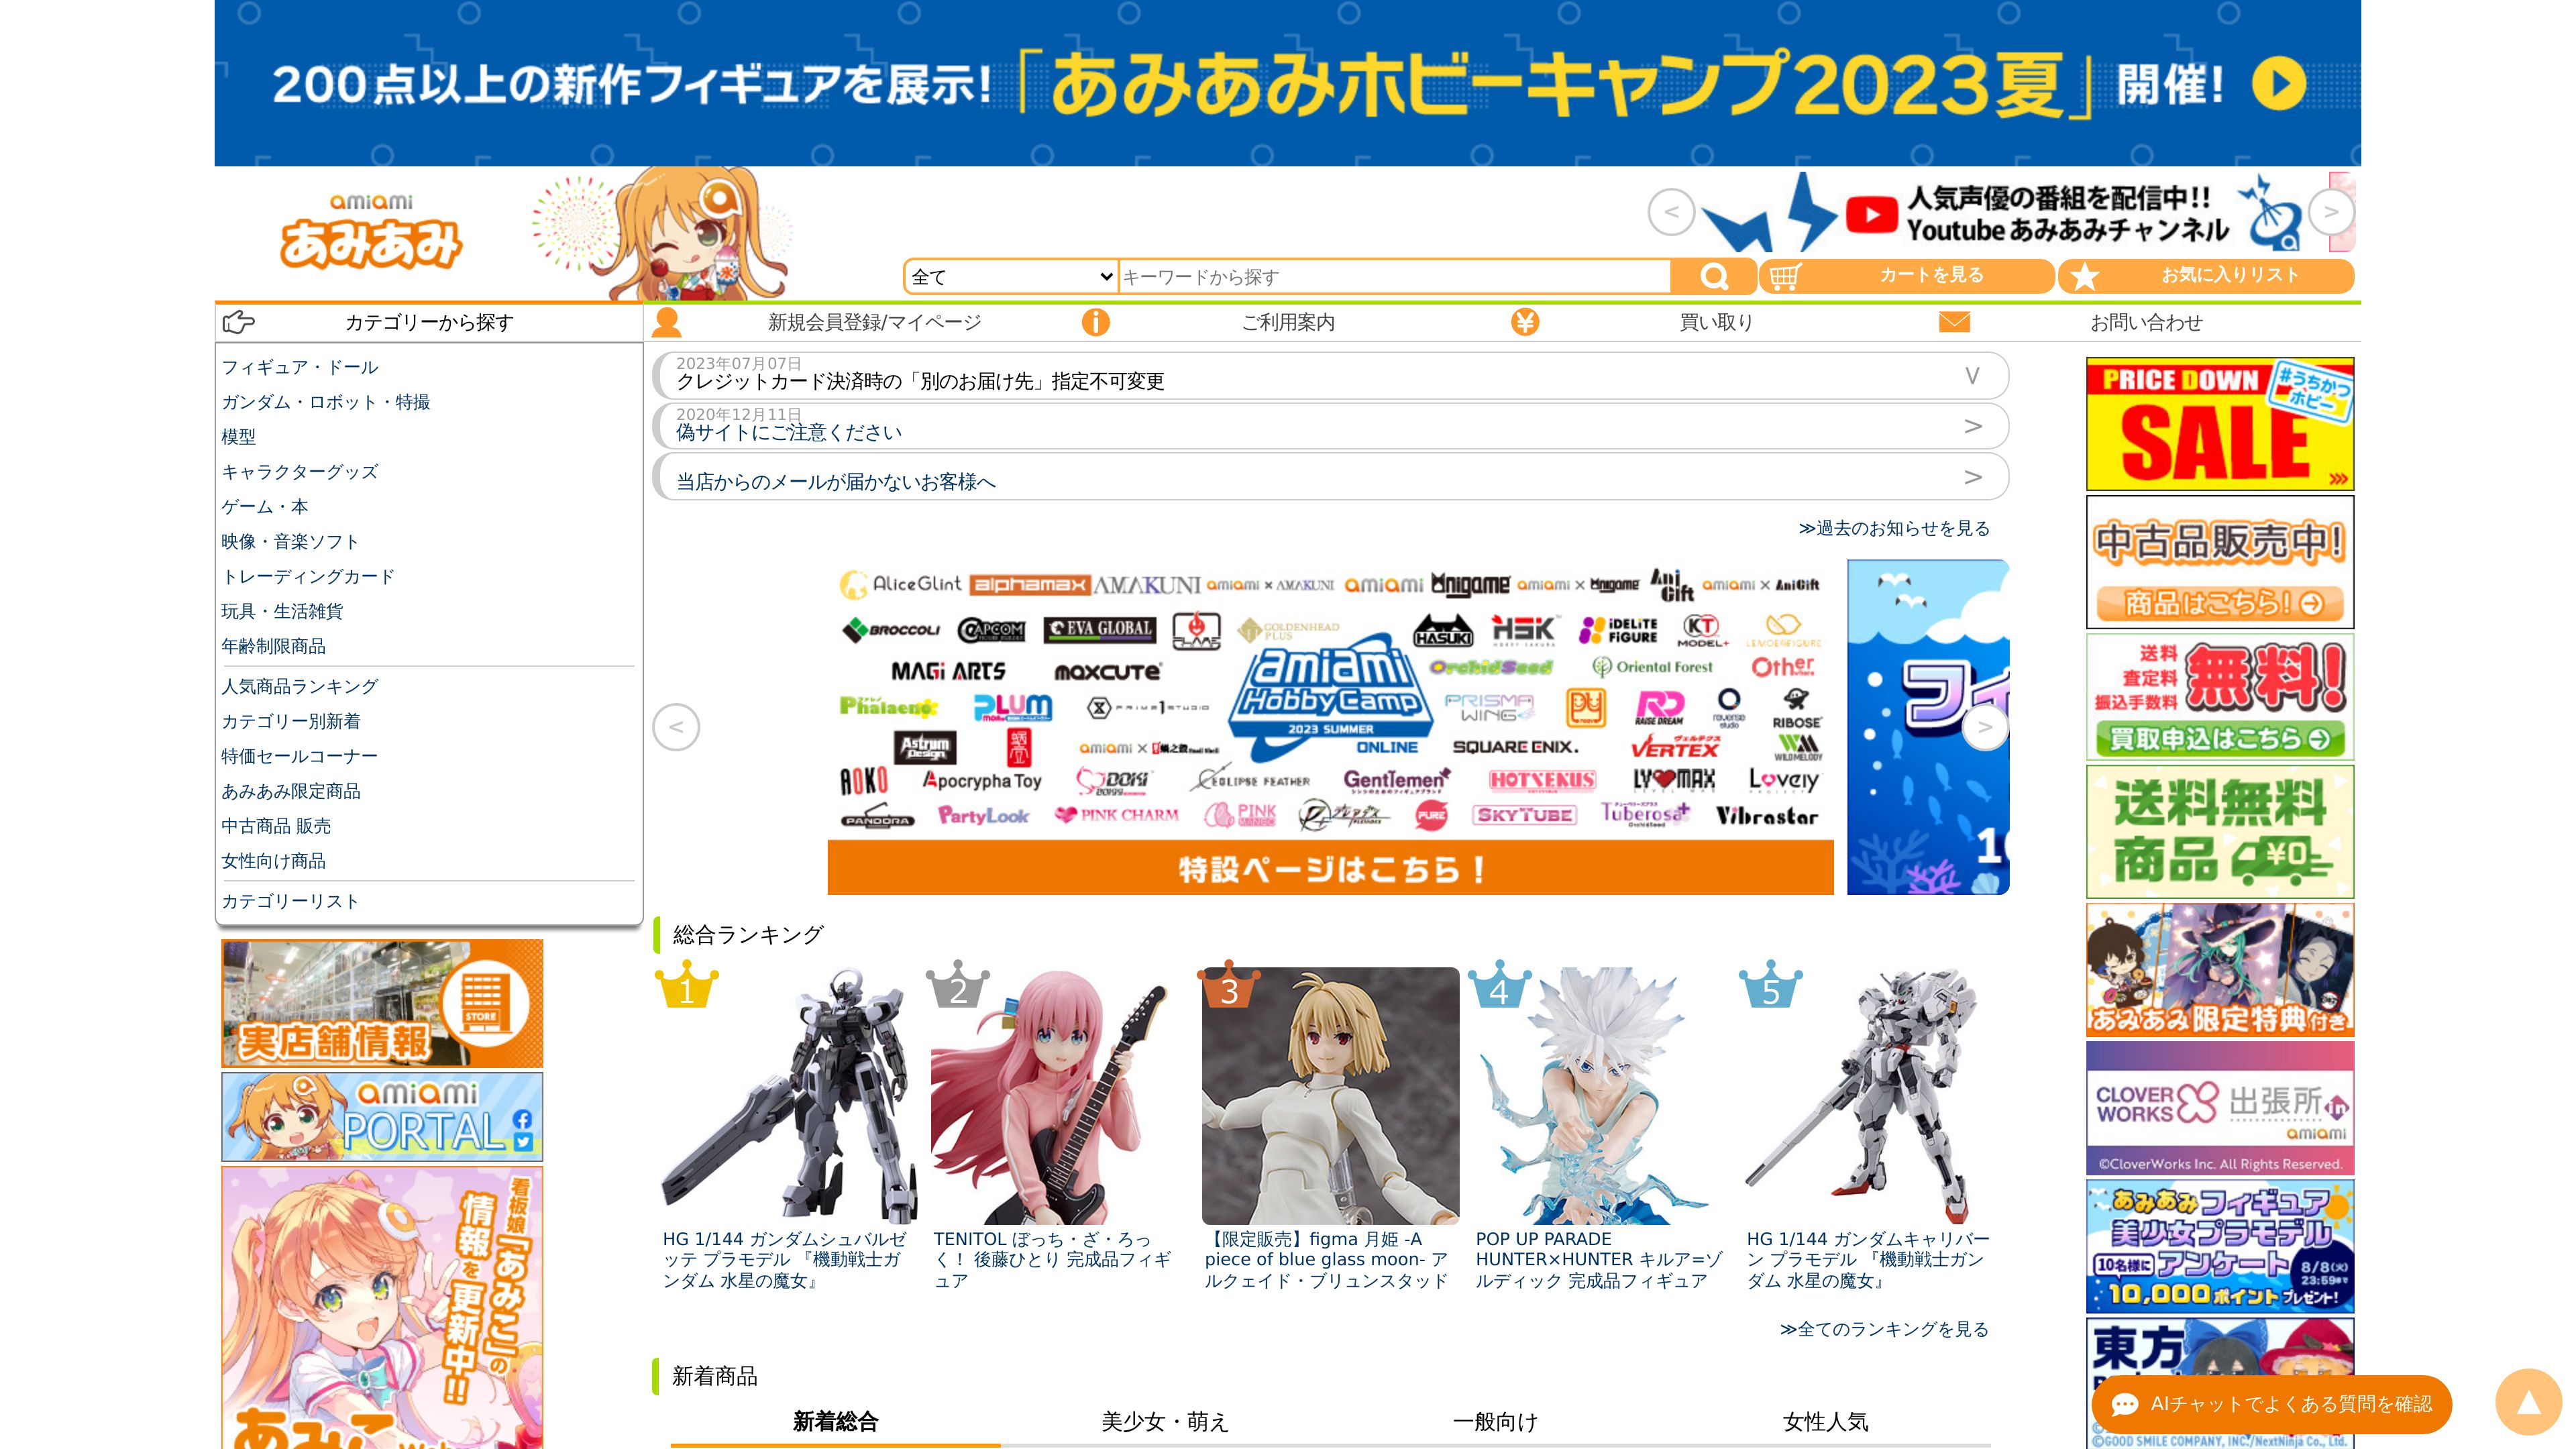 200点以上の新作フィギュアを展示!「あみあみホビーキャンプ2023夏」開催!
amiami
あみあみ
人気声優の番組を配信中!!
Youtube あみあみチャンネル
全て
キーワードから探す
カートを見る
お気に入りリスト
カテゴリーから探す
新規会員登録/マイページ
ご利用案内
買い取り
お問い合わせ
フィギュア・ドール
ガンダム・ロボット・特撮
模型
キャラクターグッズ
ゲーム・本
映像・音楽ソフト
トレーディングカード
玩具・生活雑貨
年齢制限商品
人気商品ランキング
カテゴリー別新着
特価セールコーナー
あみあみ限定商品
中古商品 販売
女性向け商品
カテゴリーリスト
実店舗情報
STORE
amiami
PORTAL
看板娘「あみこ」の
情報を更新中!!
あみこ
2023年07月07日
クレジットカード決済時の「別のお届け先」指定不可変更
2020年12月11日
偽サイトにご注意ください
当店からのメールが届かないお客様へ
≫過去のお知らせを見る
AliceGlint alphamax AMAKUNI amiami × AMAKUNI amiami Anigame amiami × Anigame Ani Gift amiami × AniGift
BROCCOLI CAPCOM EVA GLOBAL GOLDENHEAD PLUS HASUKI HSK iDELiTE FiGURE KT MODEL+
MAGi ARTS MAXCUTE OrchidSeed Oriental Forest Other
amiami
HobbyCamp
2023 SUMMER
ONLINE
Phalaeno PLUM PRISMA WING RAISE DREAM reverse studio RIBOSE
Astrum Design amiami × SQUARE ENIX. VERTEX WILDMELODY
AOKO Apocrypha Toy DOKI ECLIPSE FEATHER Gentlemen HOTVENUS LY MAX Lovely
PANDORA PartyLook PINK CHARM PURE SKYTUBE Tuberosa Vibrastar
特設ページはこちら!
フィ
総合ランキング
1
2
3
4
5
HG 1/144 ガンダムシュバルゼ
ッテ プラモデル 『機動戦士ガ
ンダム 水星の魔女』
TENITOL ぼっち・ざ・ろっ
く! 後藤ひとり 完成品フィギ
ュア
【限定販売】figma 月姫 -A
piece of blue glass moon- ア
ルクェイド・ブリュンスタッド
POP UP PARADE
HUNTER×HUNTER キルア=ゾ
ルディック 完成品フィギュア
HG 1/144 ガンダムキャリバー
ン プラモデル 『機動戦士ガン
ダム 水星の魔女』
≫全てのランキングを見る
新着商品
新着総合
美少女・萌え
一般向け
女性人気
PRICE DOWN
#うちかつ
ホビー
SALE
中古品販売中!
商品はこちら!
送料
査定料
振込手数料
無料!
買取申込はこちら
送料無料
商品
¥0
あみあみ限定特典付き
CLOVER
WORKS
出張所 in
amiami
©CloverWorks Inc. All Rights Reserved.
あみあみフィギュア
美少女プラモデル
10名様に アンケート 8/8(火)
23:59まで
10,000ポイントプレゼント!
東方
AIチャットでよくある質問を確認
©GOOD SMILE COMPANY, INC./NextNinja Co., Ltd.